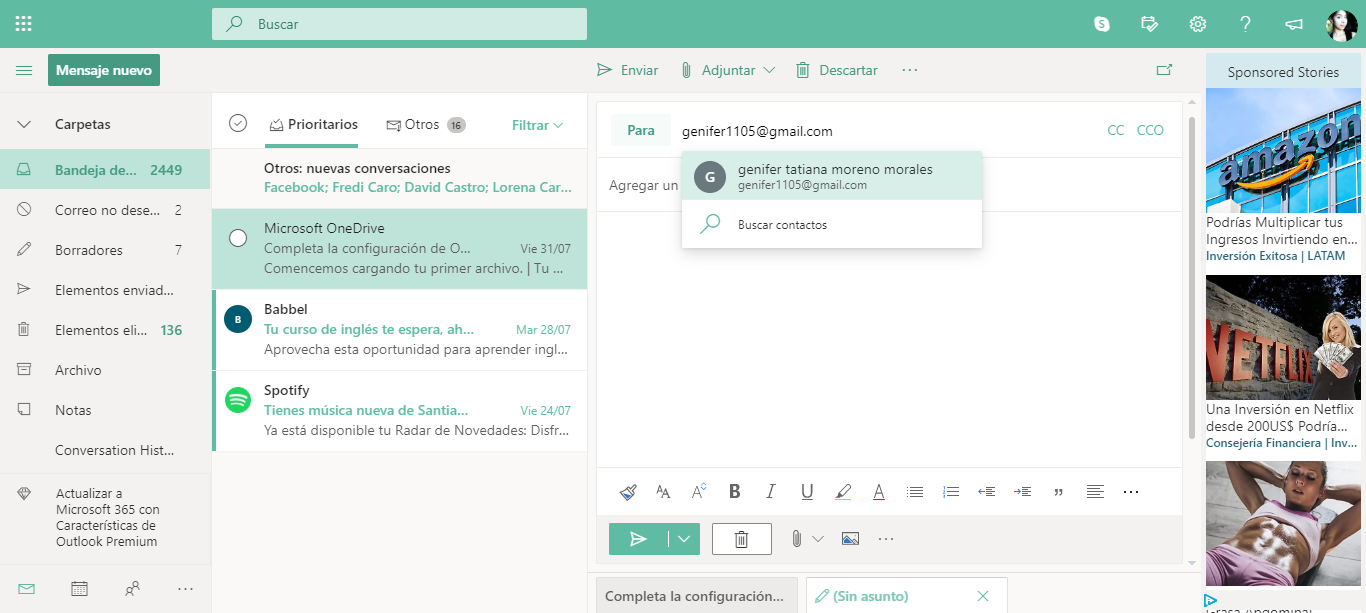 Buscar
Mensaje nuevo
Enviar
Adjuntar
Descartar
Carpetas
Bandeja de... 2449
Correo no dese... 2
Borradores 7
Elementos enviad...
Elementos eli... 136
Archivo
Notas
Conversation Hist...
Actualizar a
Microsoft 365 con
Características de
Outlook Premium
Prioritarios
Otros 16
Filtrar
Otros: nuevas conversaciones
Facebook; Fredi Caro; David Castro; Lorena Car...
Microsoft OneDrive
Completa la configuración de O... Vie 31/07
Comencemos cargando tu primer archivo. | Tu ...
B
Babbel
Tu curso de inglés te espera, ah... Mar 28/07
Aprovecha esta oportunidad para aprender ingl...
Spotify
Tienes música nueva de Santia... Vie 24/07
Ya está disponible tu Radar de Novedades: Disfr...
Para genifer1105@gmail.com CC CCO
Agregar un
G
genifer tatiana moreno morales
genifer1105@gmail.com
Buscar contactos
Completa la configuración...
(Sin asunto)
Sponsored Stories
amazon
Podrías Multiplicar tus
Ingresos Invirtiendo en...
Inversión Exitosa | LATAM
NETFLIX
Una Inversión en Netflix
desde 200US$ Podría...
Consejería Financiera | Inv...